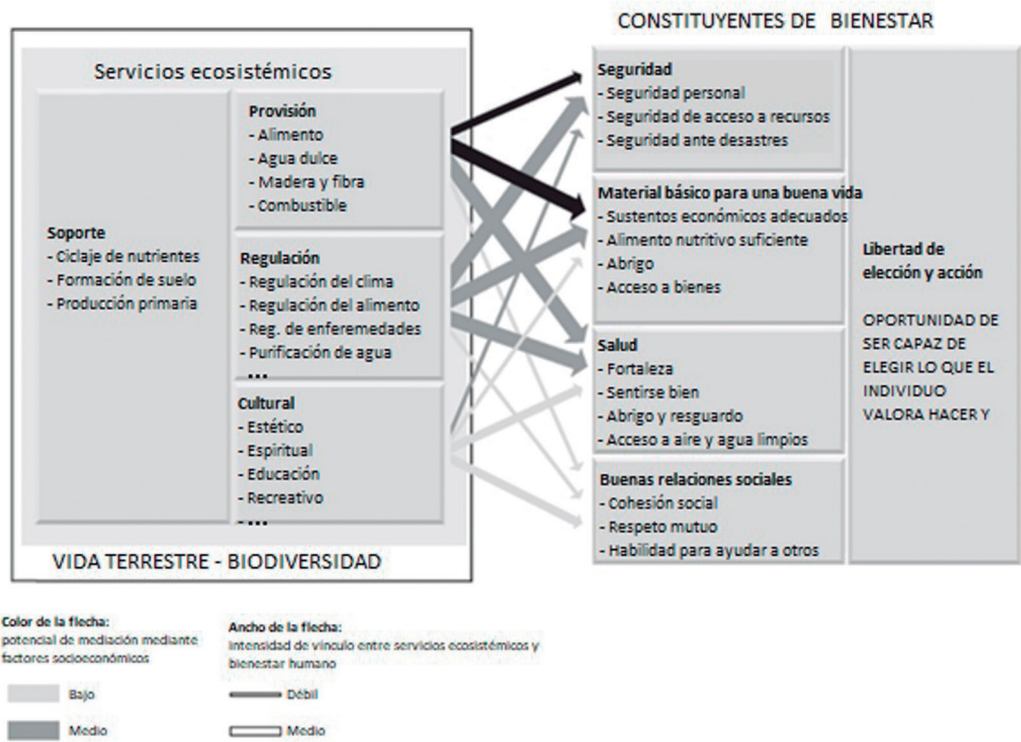 CONSTITUYENTES DE BIENESTAR
Servicios ecosistémicos
Soporte
- Ciclaje de nutrientes
- Formación de suelo
- Producción primaria
Provisión
- Alimento
- Agua dulce
- Madera y fibra
- Combustible
Regulación
- Regulación del clima
- Regulación del alimento
- Reg. de enferemedades
- Purificación de agua
...
Cultural
- Estético
- Espiritual
- Educación
- Recreativo
- ...
VIDA TERRESTRE - BIODIVERSIDAD
Seguridad
- Seguridad personal
- Seguridad de acceso a recursos
- Seguridad ante desastres
Material básico para una buena vida
- Sustentos económicos adecuados
- Alimento nutritivo suficiente
- Abrigo
- Acceso a bienes
Salud
- Fortaleza
- Sentirse bien
- Abrigo y resguardo
- Acceso a aire y agua limpios
Buenas relaciones sociales
- Cohesión social
- Respeto mutuo
- Habilidad para ayudar a otros
Libertad de
elección y acción
OPORTUNIDAD DE
SER CAPAZ DE
ELEGIR LO QUE EL
INDIVIDUO
VALORA HACER Y
Color de la flecha:
potencial de mediación mediante
factores socioeconómicos
Bajo
Medio
Ancho de la flecha:
Intensidad de vínculo entre servicios ecosistémicos y
bienestar humano
Débil
Medio